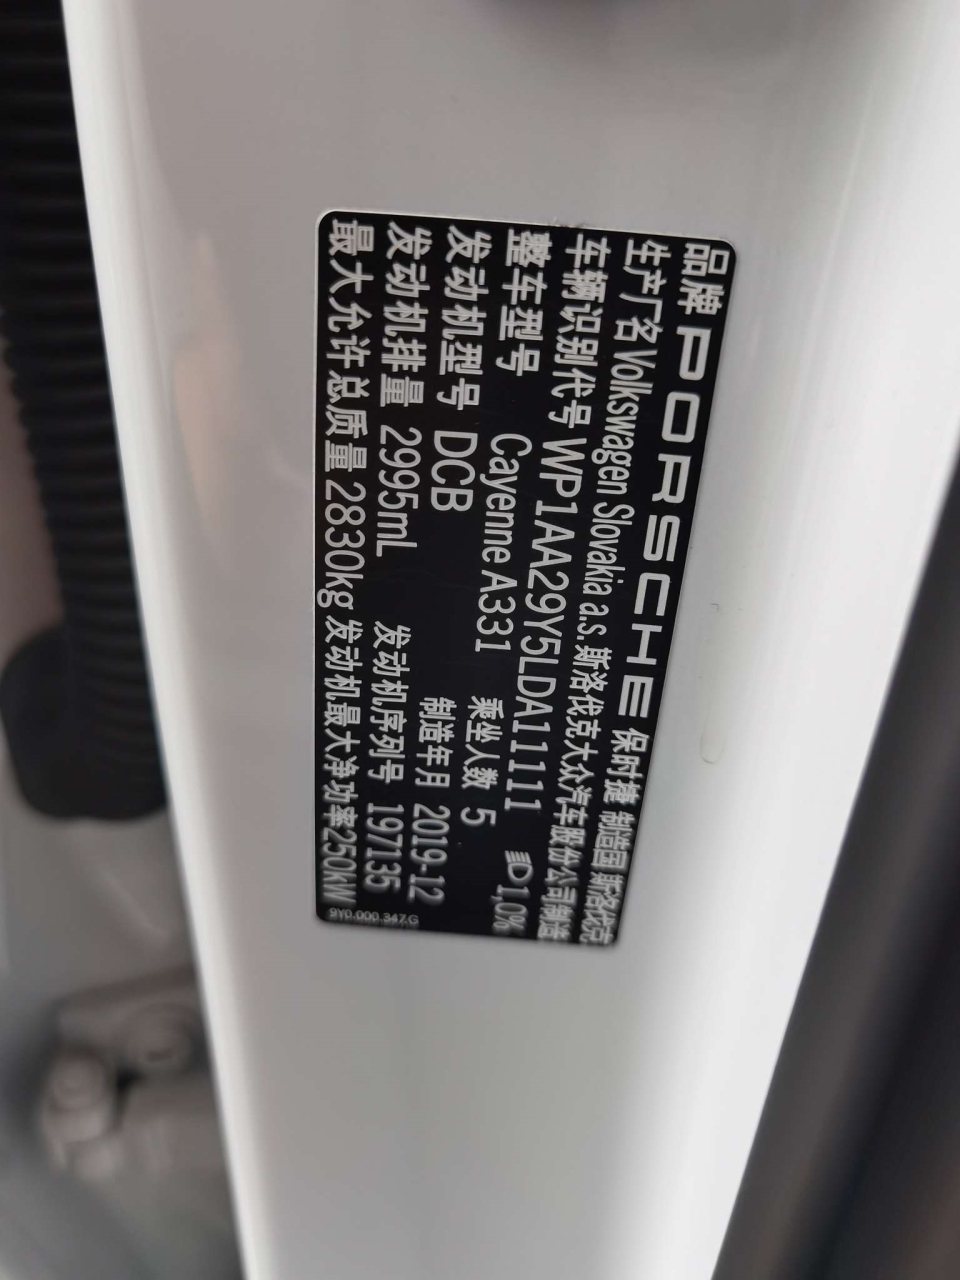 品牌 PORSCHE 保时捷 制造国 斯洛伐克
生产厂名 Volkswagen Slovakia a.s.斯洛伐克大众汽车股份公司制造
车辆识别代号 WP1AA29Y5LDA11111
整车型号 Cayenne A331 1,0%
发动机型号 DCB 乘坐人数 5
发动机排量 2995mL 制造年月 2019-12
发动机序列号 197135
最大允许总质量 2830kg 发动机最大净功率250kW
9Y0.000.347.G